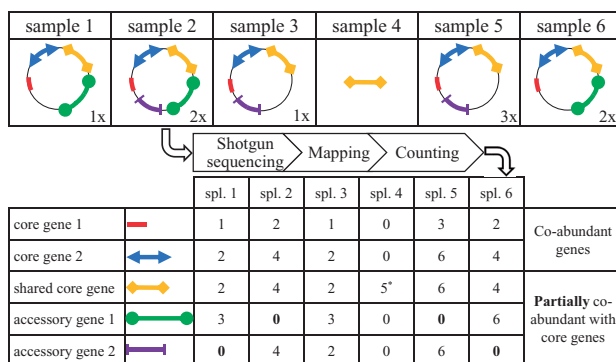 sample 1 sample 2 sample 3 sample 4 sample 5 sample 6
1x 2x 1x 3x 2x
Shotgun sequencing Mapping Counting
spl. 1 spl. 2 spl. 3 spl. 4 spl. 5 spl. 6
core gene 1 1 2 1 0 3 2
Co-abundant genes
core gene 2 2 4 2 0 6 4
shared core gene 2 4 2 5* 6 4
Partially co-abundant with core genes
accessory gene 1 3 0 3 0 0 6
accessory gene 2 0 4 2 0 6 0